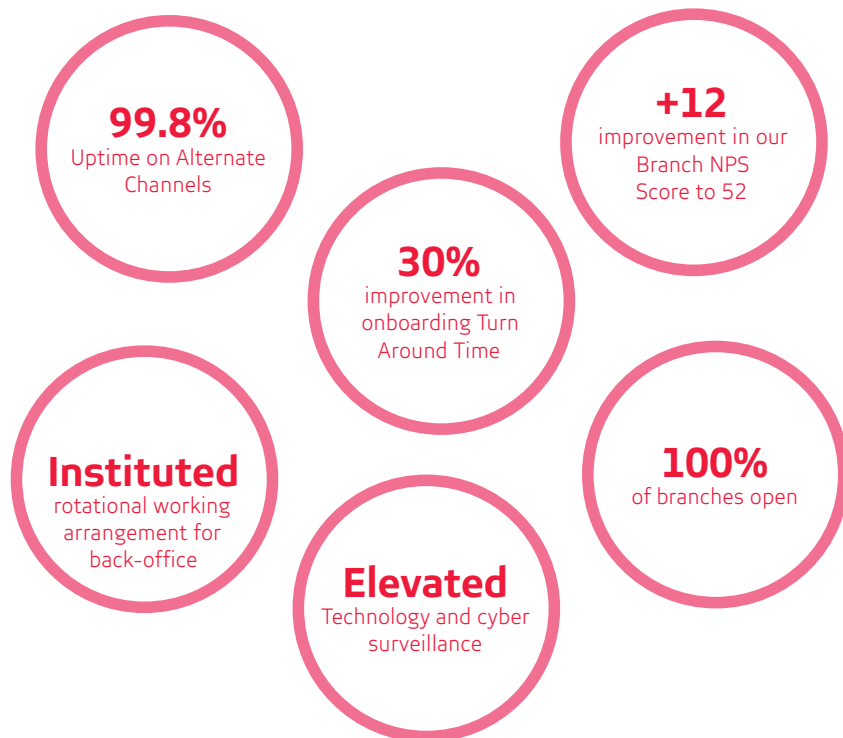 99.8%
Uptime on Alternate
Channels
+12
improvement in our
Branch NPS
Score to 52
30%
improvement in
onboarding Turn
Around Time
Instituted
rotational working
arrangement for
back-office
100%
of branches open
Elevated
Technology and cyber
surveillance